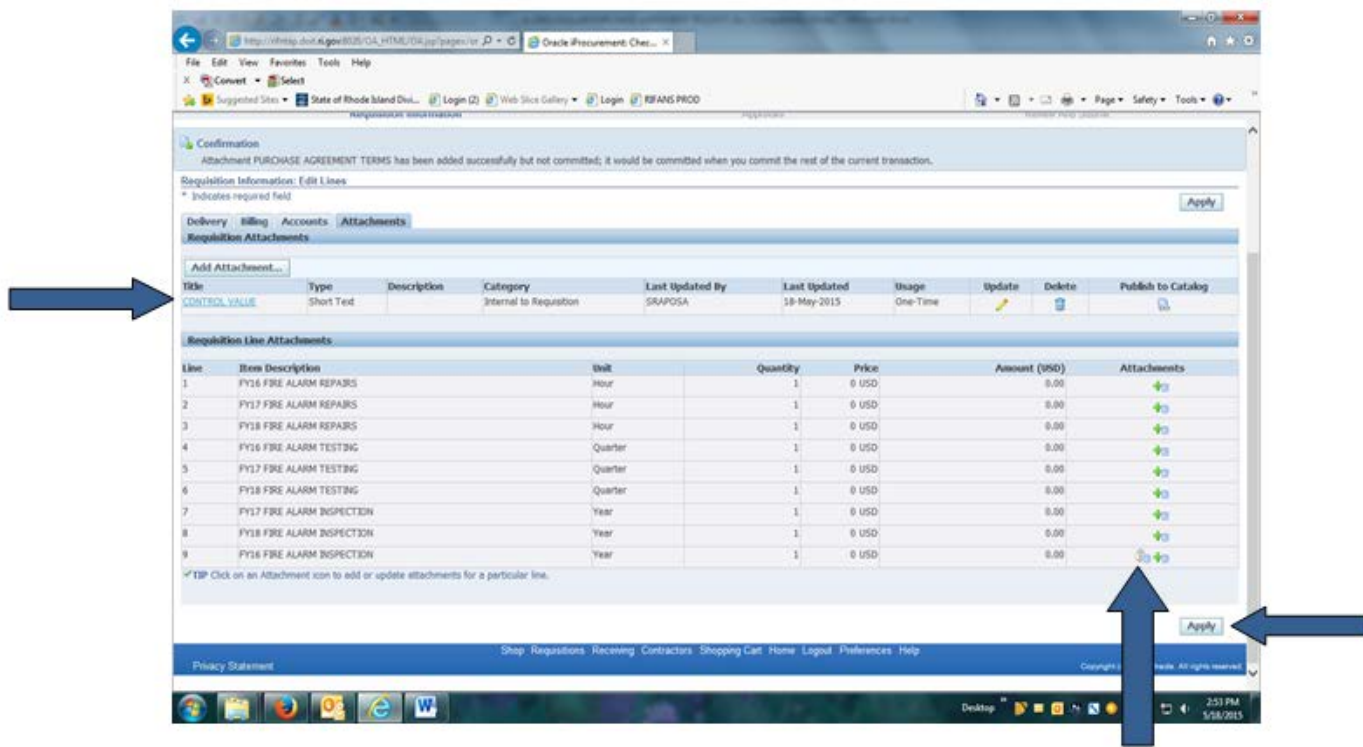 Oracle iProcurement: Chec...
File Edit View Favorites Tools Help
X Convert Select
Suggested Sites State of Rhode Island Divi... Login (2) Web Slice Gallery Login RIFANS PROD
Page Safety Tools
Requisition Information
Confirmation
Attachment PURCHASE AGREEMENT TERMS has been added successfully but not committed; it would be committed when you commit the rest of the current transaction.
Requisition Information: Edit Lines
* Indicates required field
Apply
Delivery Billing Accounts Attachments
Requisition Attachments
Add Attachment...
Title Type Description Category Last Updated By Last Updated Usage Update Delete Publish to Catalog
CONTROL VALUE Short Text Internal to Requisition SRAPOSA 18-May-2015 One-Time
Requisition Line Attachments
Line Item Description Unit Quantity Price Amount (USD) Attachments
1 FY16 FIRE ALARM REPAIRS Hour 1 0 USD 0.00
2 FY17 FIRE ALARM REPAIRS Hour 1 0 USD 0.00
3 FY18 FIRE ALARM REPAIRS Hour 1 0 USD 0.00
4 FY16 FIRE ALARM TESTING Quarter 1 0 USD 0.00
5 FY17 FIRE ALARM TESTING Quarter 1 0 USD 0.00
6 FY18 FIRE ALARM TESTING Quarter 1 0 USD 0.00
7 FY17 FIRE ALARM INSPECTION Year 1 0 USD 0.00
8 FY18 FIRE ALARM INSPECTION Year 1 0 USD 0.00
9 FY16 FIRE ALARM INSPECTION Year 1 0 USD 0.00
TIP Click on an Attachment icon to add or update attachments for a particular line.
Apply
Shop Requisitions Receiving Contractors Shopping Cart Home Logout Preferences Help
Privacy Statement
All rights reserved.
Desktop
2:53 PM
5/18/2015